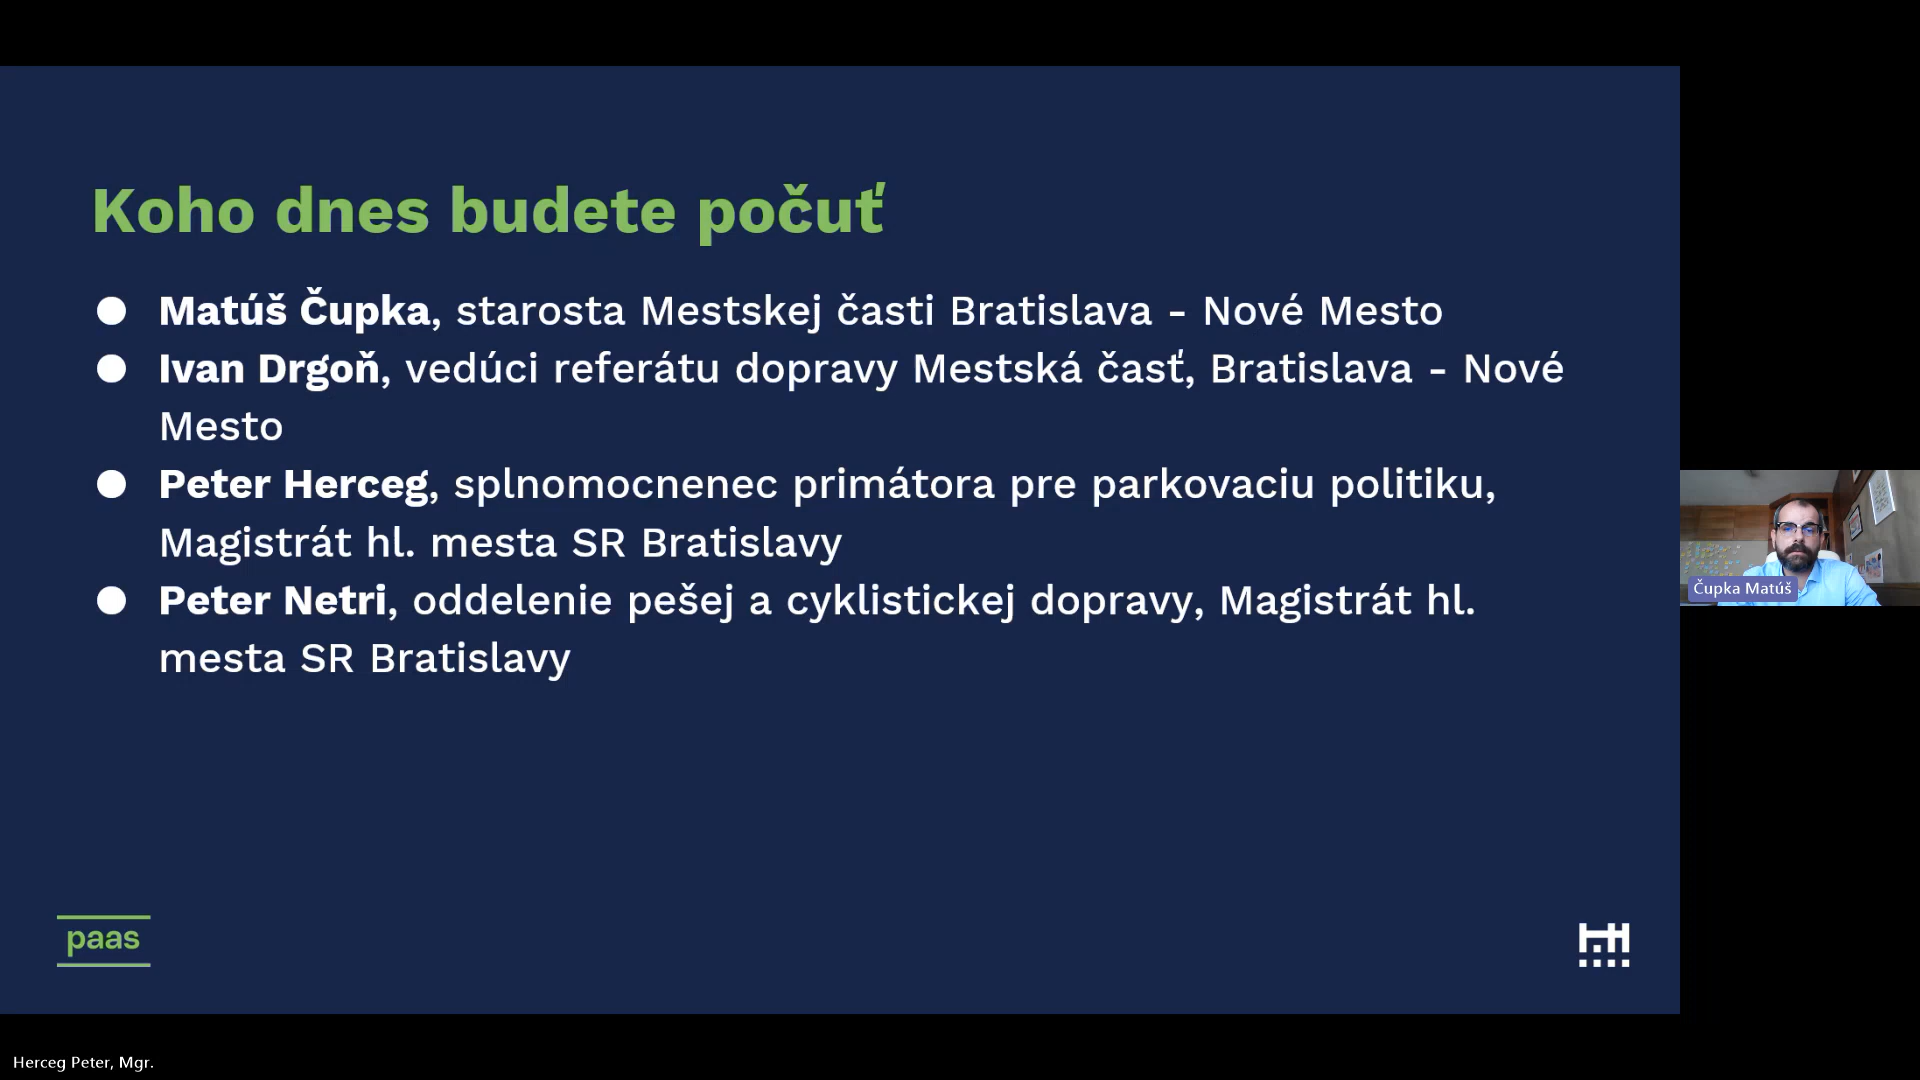 Koho dnes budete počuť
● Matúš Čupka, starosta Mestskej časti Bratislava - Nové Mesto
● Ivan Drgoň, vedúci referátu dopravy Mestská časť, Bratislava - Nové
Mesto
● Peter Herceg, splnomocnenec primátora pre parkovaciu politiku,
Magistrát hl. mesta SR Bratislavy
● Peter Netri, oddelenie pešej a cyklistickej dopravy, Magistrát hl.
mesta SR Bratislavy
paas
Čupka Matúš
Herceg Peter, Mgr.